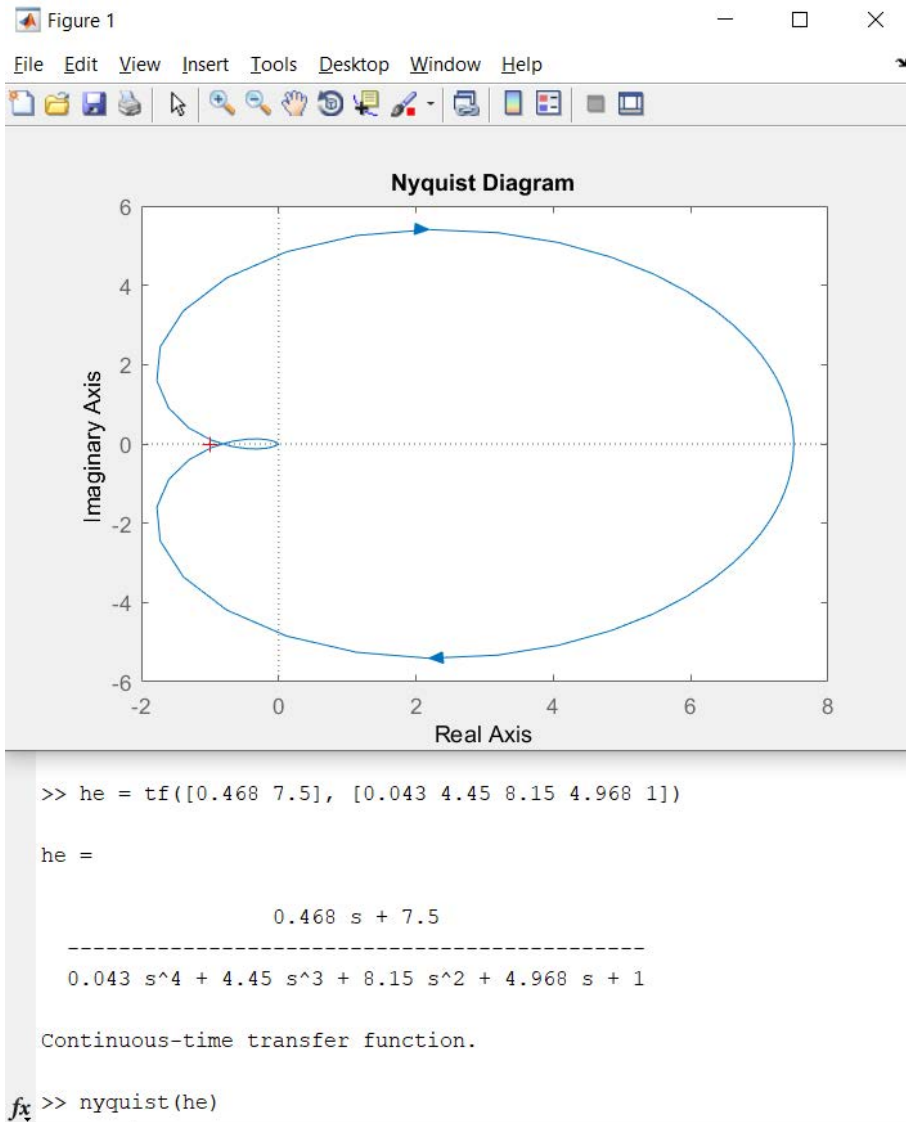 Figure 1
File Edit View Insert Tools Desktop Window Help
Nyquist Diagram
6
4
2
0
-2
-4
-6
Imaginary Axis
-2 0 2 4 6 8
Real Axis
>> he = tf([0.468 7.5], [0.043 4.45 8.15 4.968 1])
he =
0.468 s + 7.5
---------------------------------------------
0.043 s^4 + 4.45 s^3 + 8.15 s^2 + 4.968 s + 1
Continuous-time transfer function.
fx >> nyquist(he)